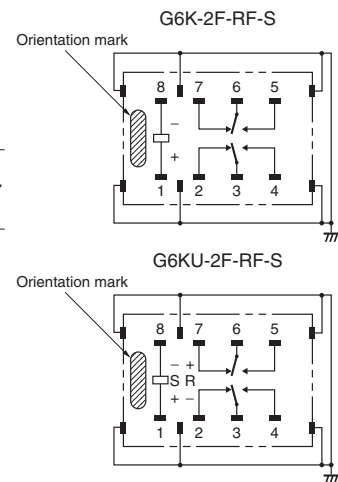 G6K-2F-RF-S
Orientation mark
8 7 6 5
−
+
1 2 3 4
G6KU-2F-RF-S
Orientation mark
8 7 6 5
− +
S R
+ −
1 2 3 4